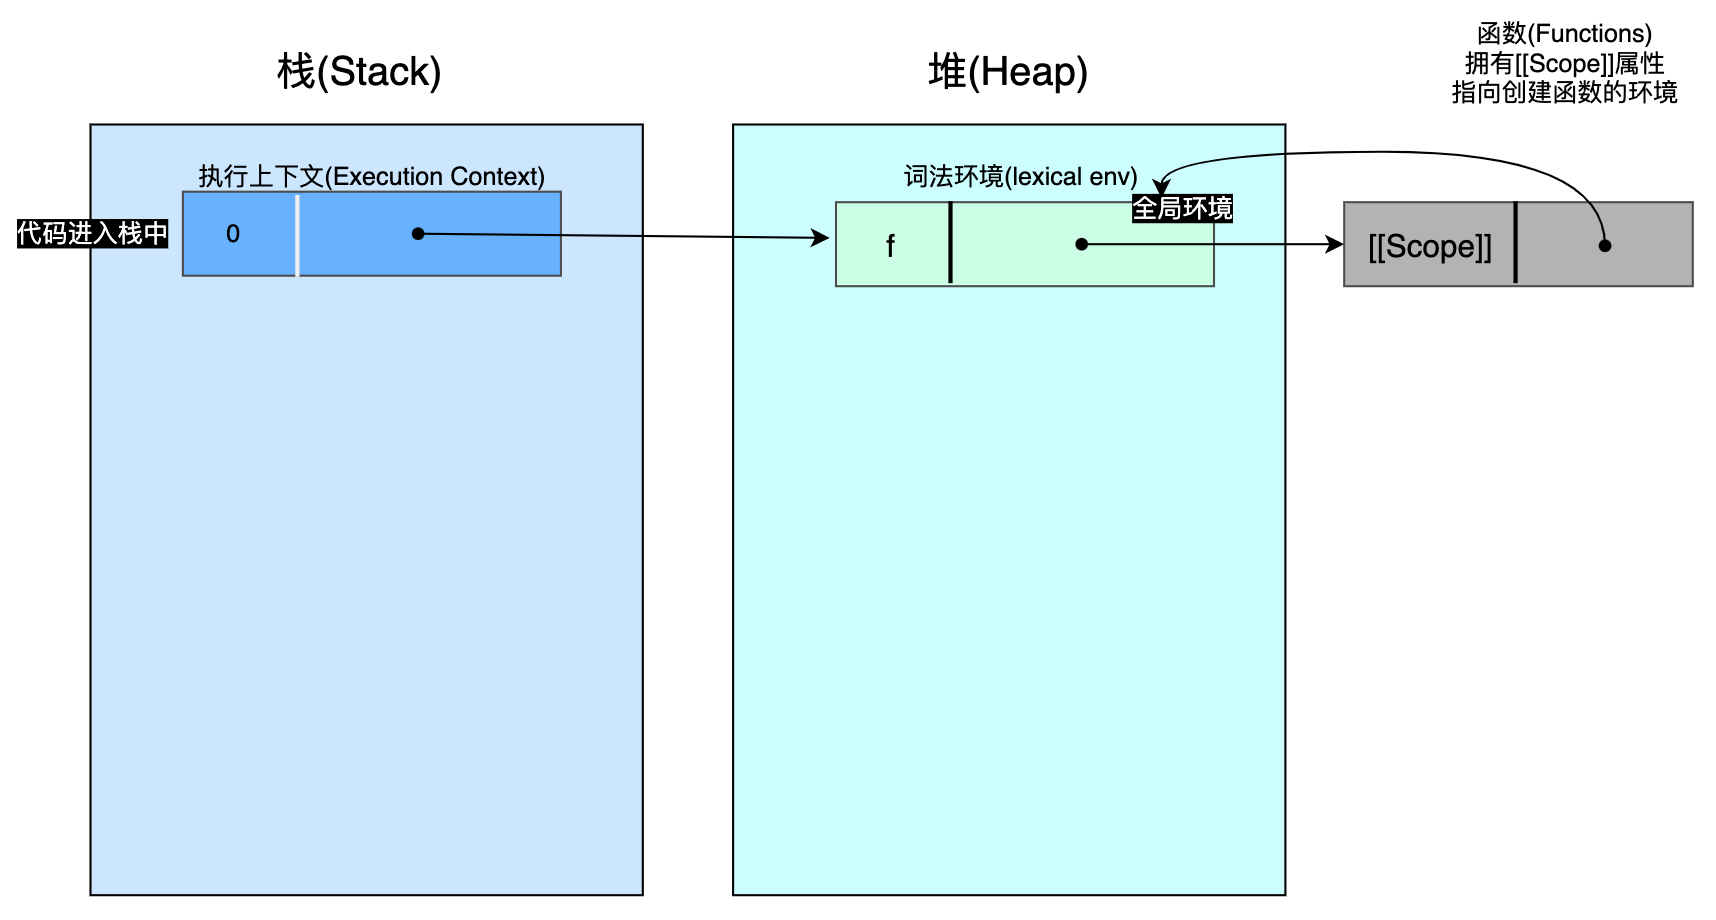 栈(Stack)
堆(Heap)
函数(Functions)
拥有[[Scope]]属性
指向创建函数的环境
执行上下文(Execution Context)
词法环境(lexical env)
全局环境
代码进入栈中
0
f
[[Scope]]